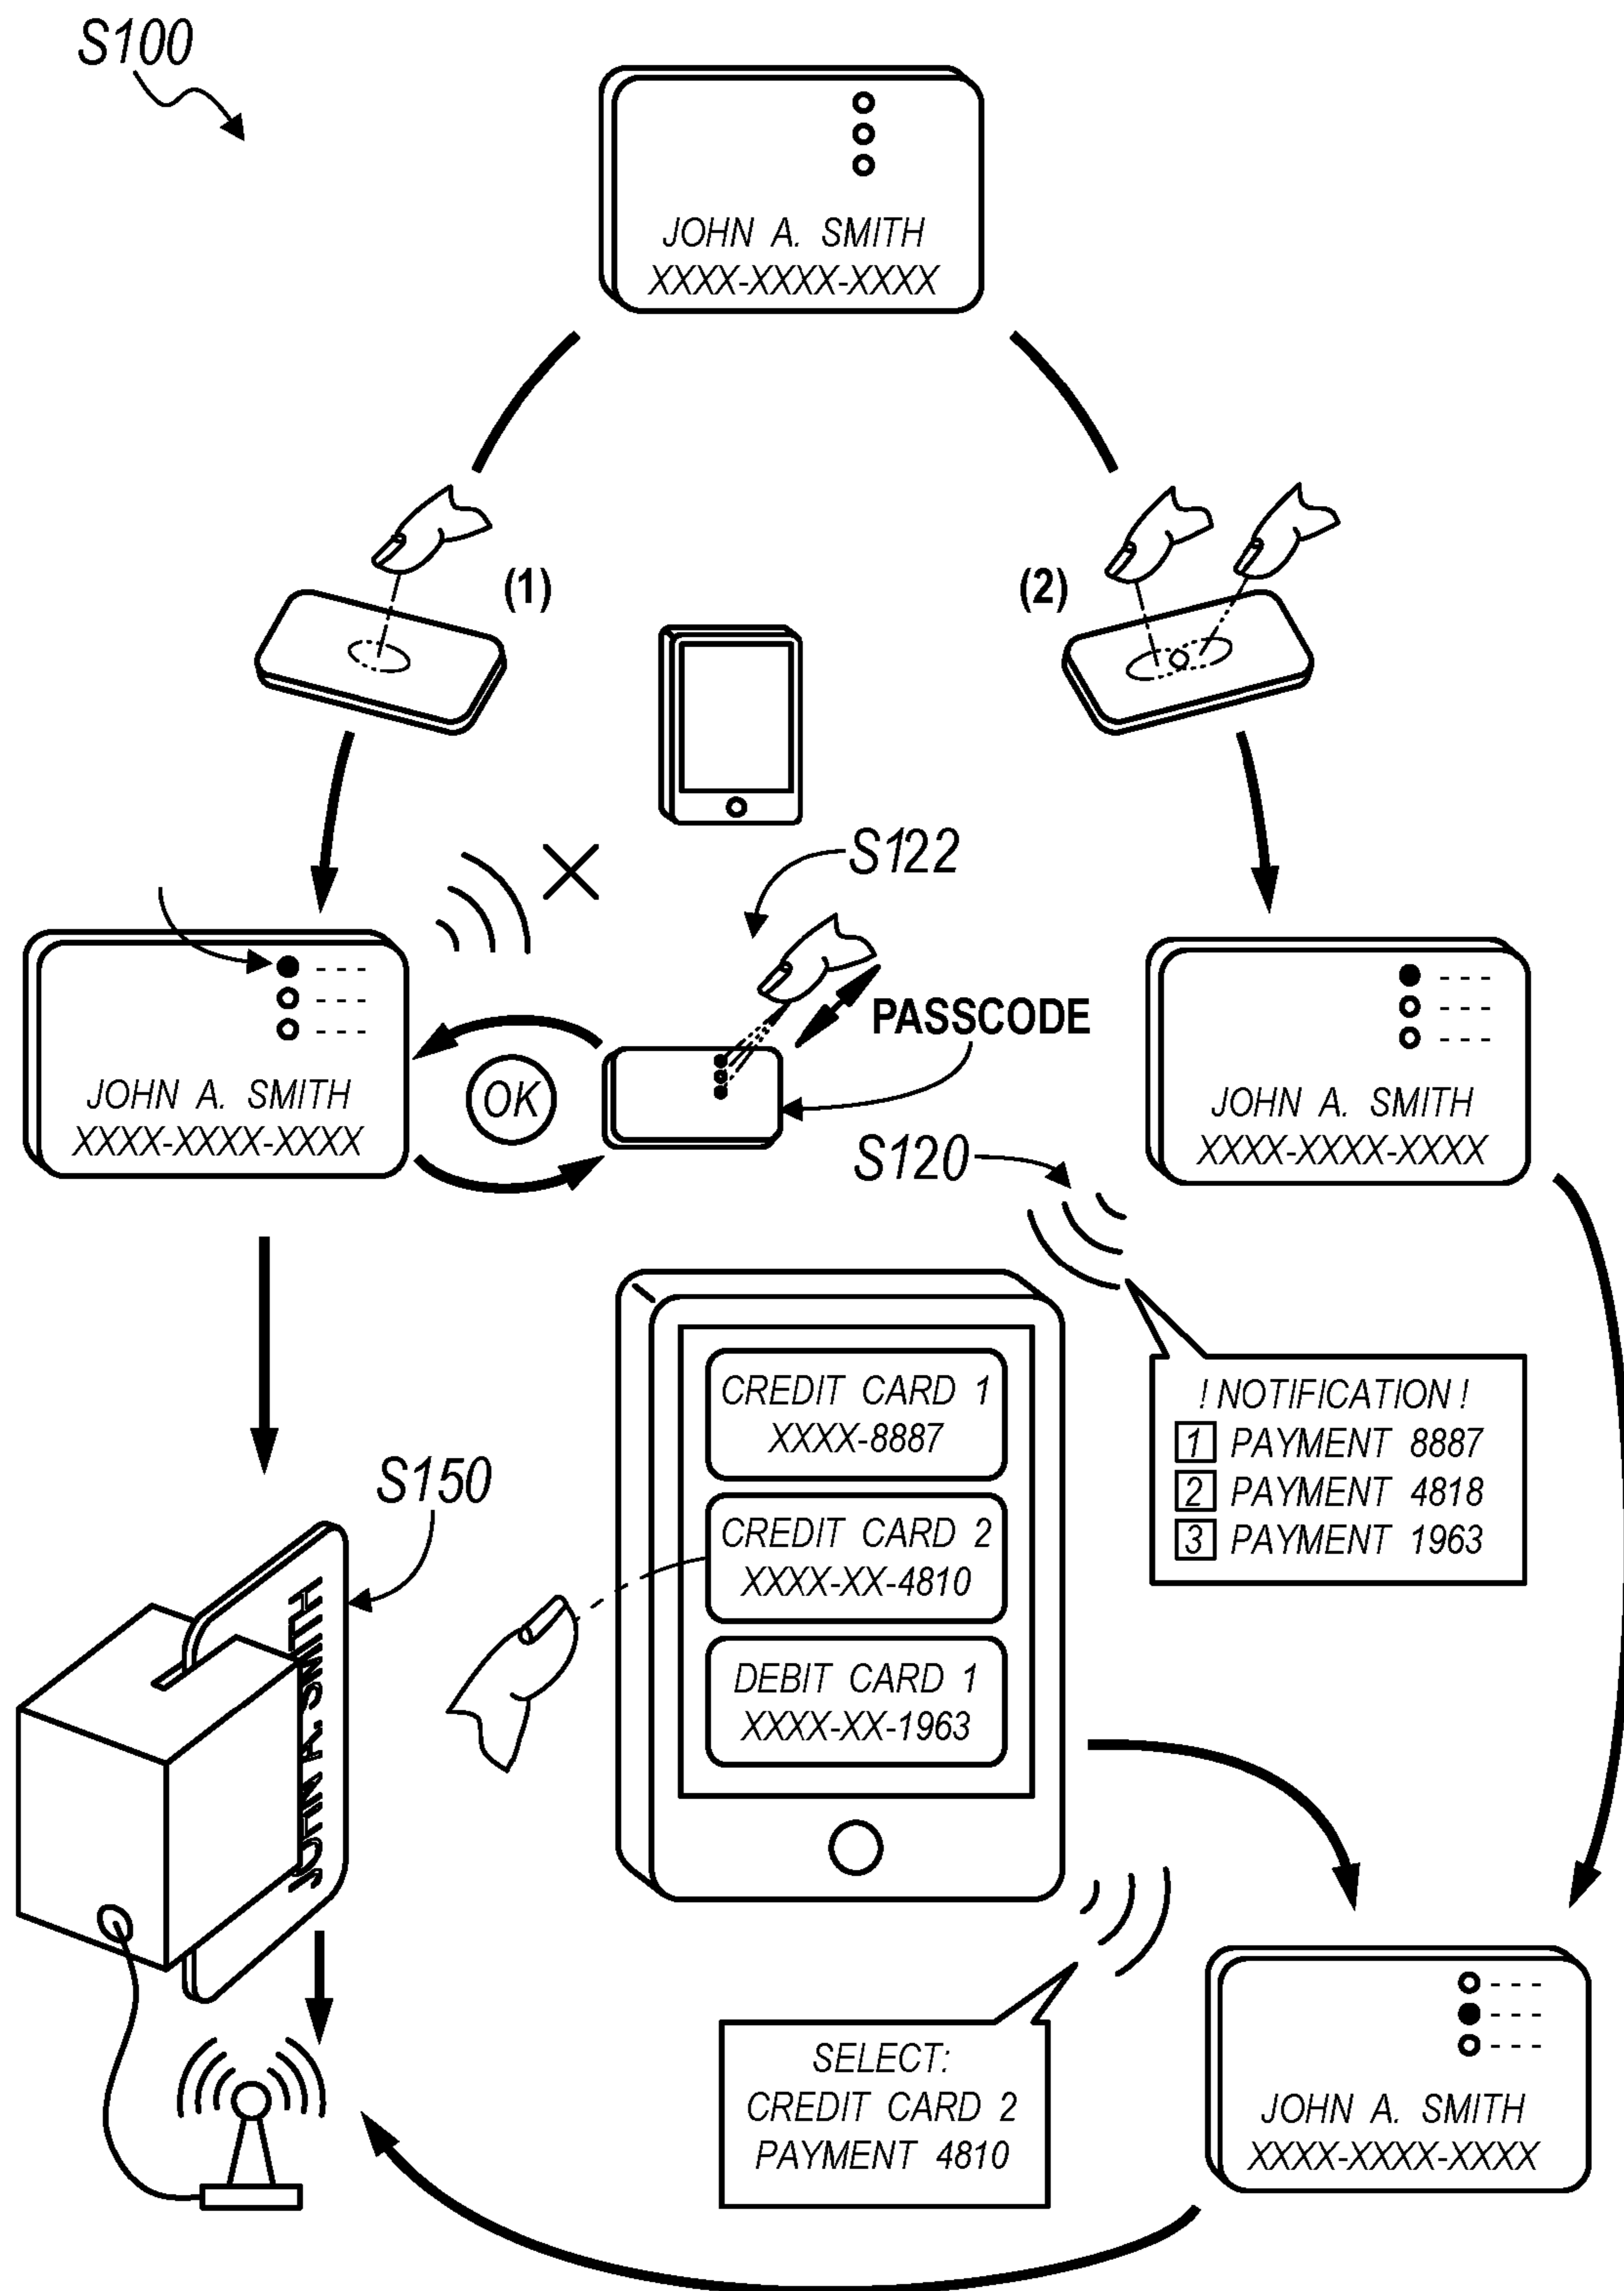 S100
JOHN A. SMITH
XXXX-XXXX-XXXX
(1)
(2)
S122
PASSCODE
JOHN A. SMITH
XXXX-XXXX-XXXX
OK
JOHN A. SMITH
XXXX-XXXX-XXXX
S120
CREDIT CARD 1
XXXX-8887
! NOTIFICATION !
1 PAYMENT 8887
2 PAYMENT 4818
3 PAYMENT 1963
S150
CREDIT CARD 2
XXXX-XX-4810
DEBIT CARD 1
XXXX-XX-1963
JOHN A. SMITH
SELECT:
CREDIT CARD 2
PAYMENT 4810
JOHN A. SMITH
XXXX-XXXX-XXXX